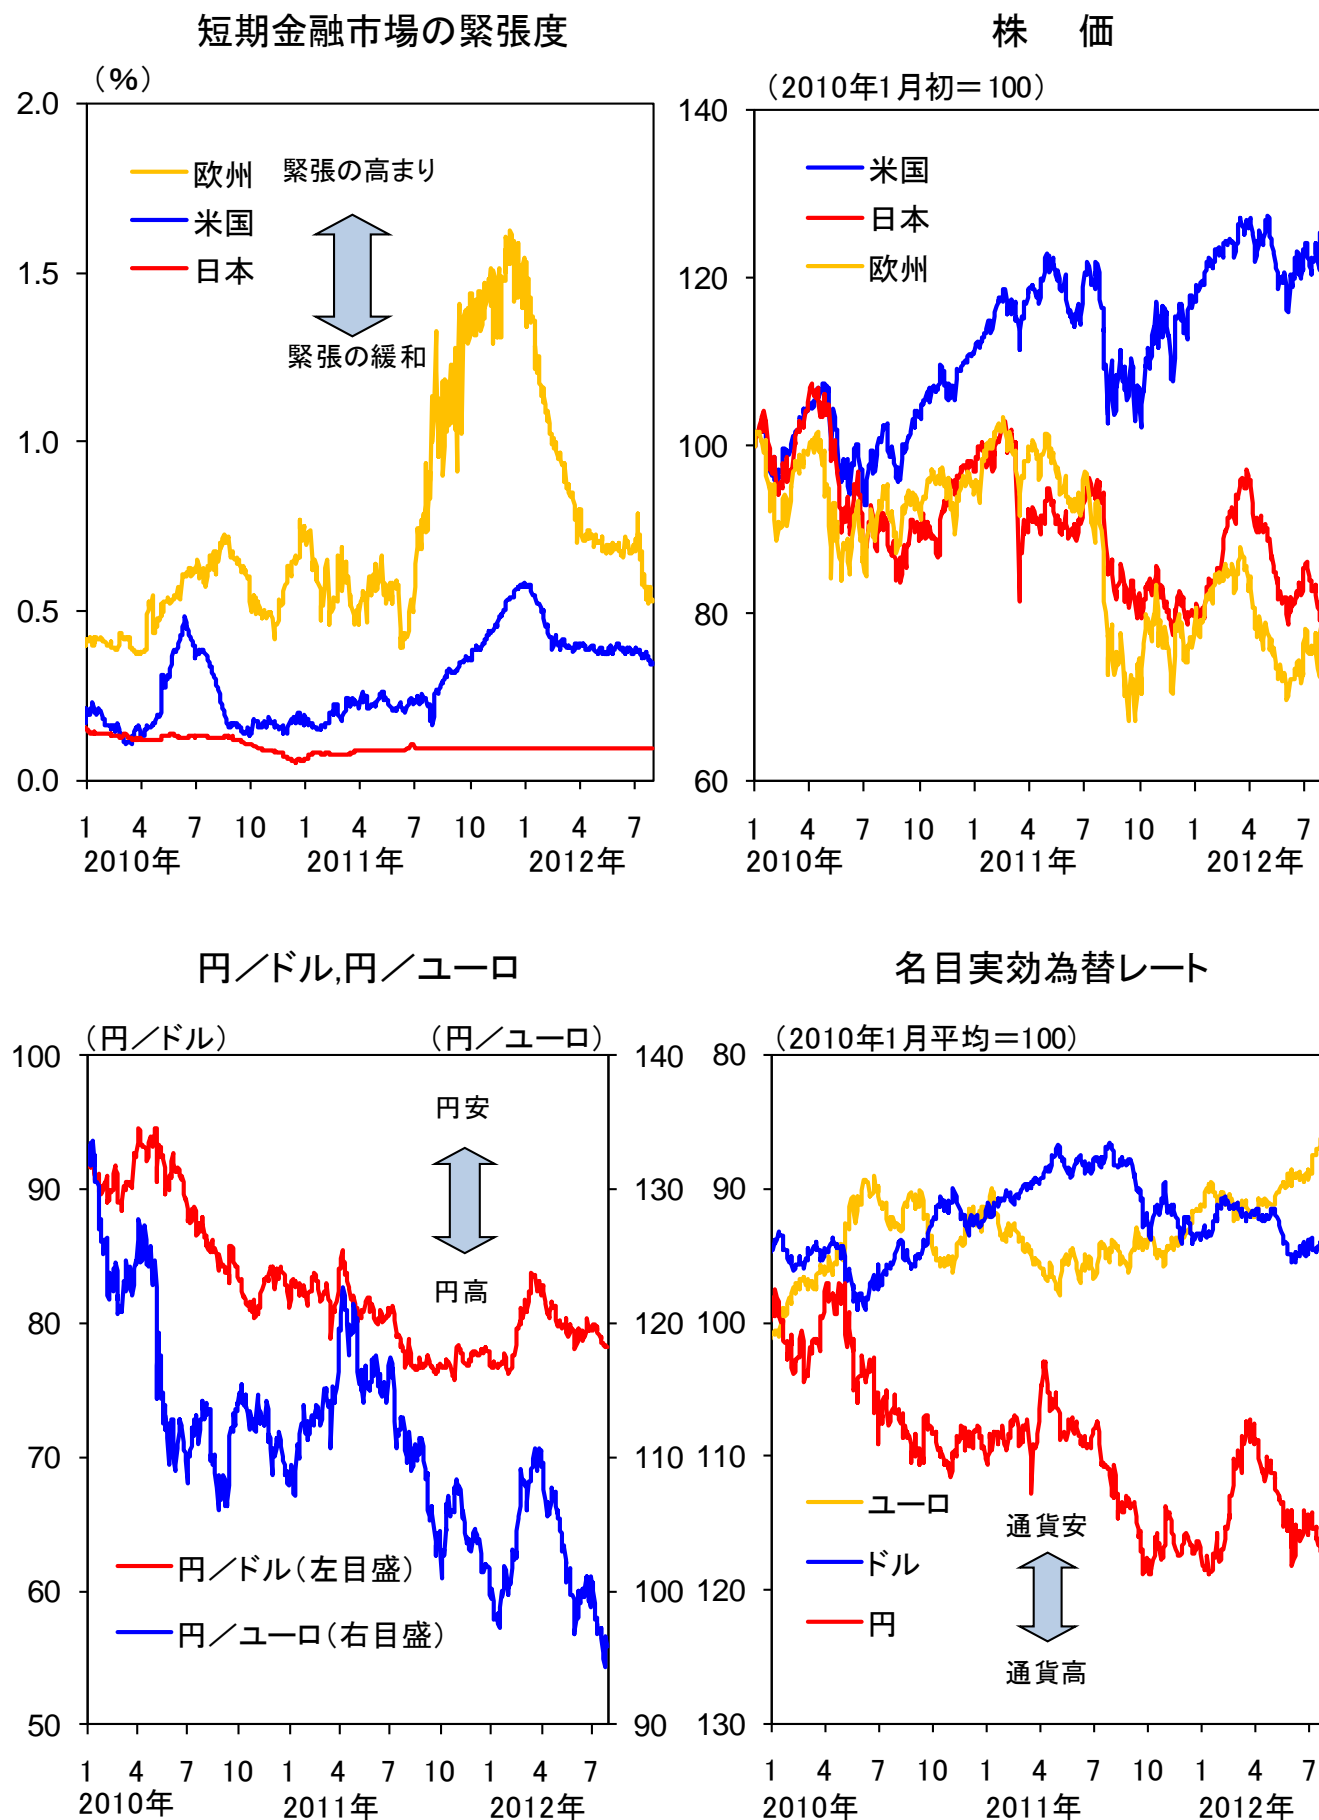 短期金融市場の緊張度
（％）
2.0
1.5
1.0
0.5
0.0
欧州
米国
日本
緊張の高まり
緊張の緩和
1 4 7 10 1 4 7 10 1 4 7
2010年 2011年 2012年
株 価
（2010年1月初＝100）
140
120
100
80
60
米国
日本
欧州
1 4 7 10 1 4 7 10 1 4 7
2010年 2011年 2012年
円／ドル,円／ユーロ
（円／ドル） （円／ユーロ）
100
90
80
70
60
50
140
130
120
110
100
90
円安
円高
円／ドル（左目盛）
円／ユーロ（右目盛）
1 4 7 10 1 4 7 10 1 4 7
2010年 2011年 2012年
名目実効為替レート
（2010年1月平均＝100）
80
90
100
110
120
130
ユーロ
ドル
円
通貨安
通貨高
1 4 7 10 1 4 7 10 1 4 7
2010年 2011年 2012年